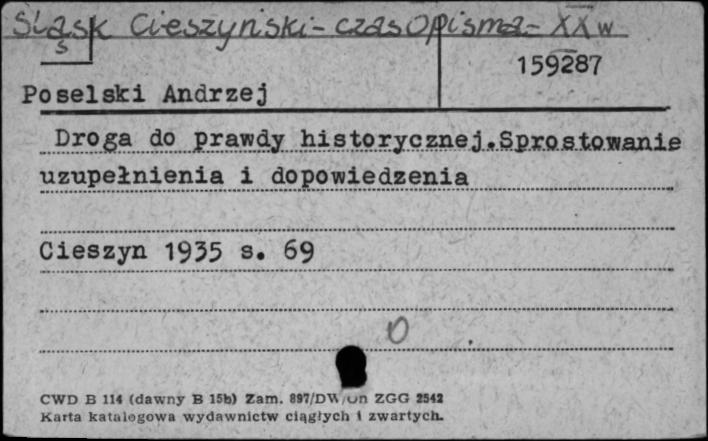 Śląsk Cieszyński - czasopisma - XX w
S
159287
Poselski Andrzej
Droga do prawdy historycznej.Sprostowanie
uzupełnienia i dopowiedzenia
Cieszyn 1935 s. 69
O
CWD B 114 (dawny B 15b) Zam. 897/DW/Un ZGG 2542
Karta katalogowa wydawnictw ciągłych i zwartych.